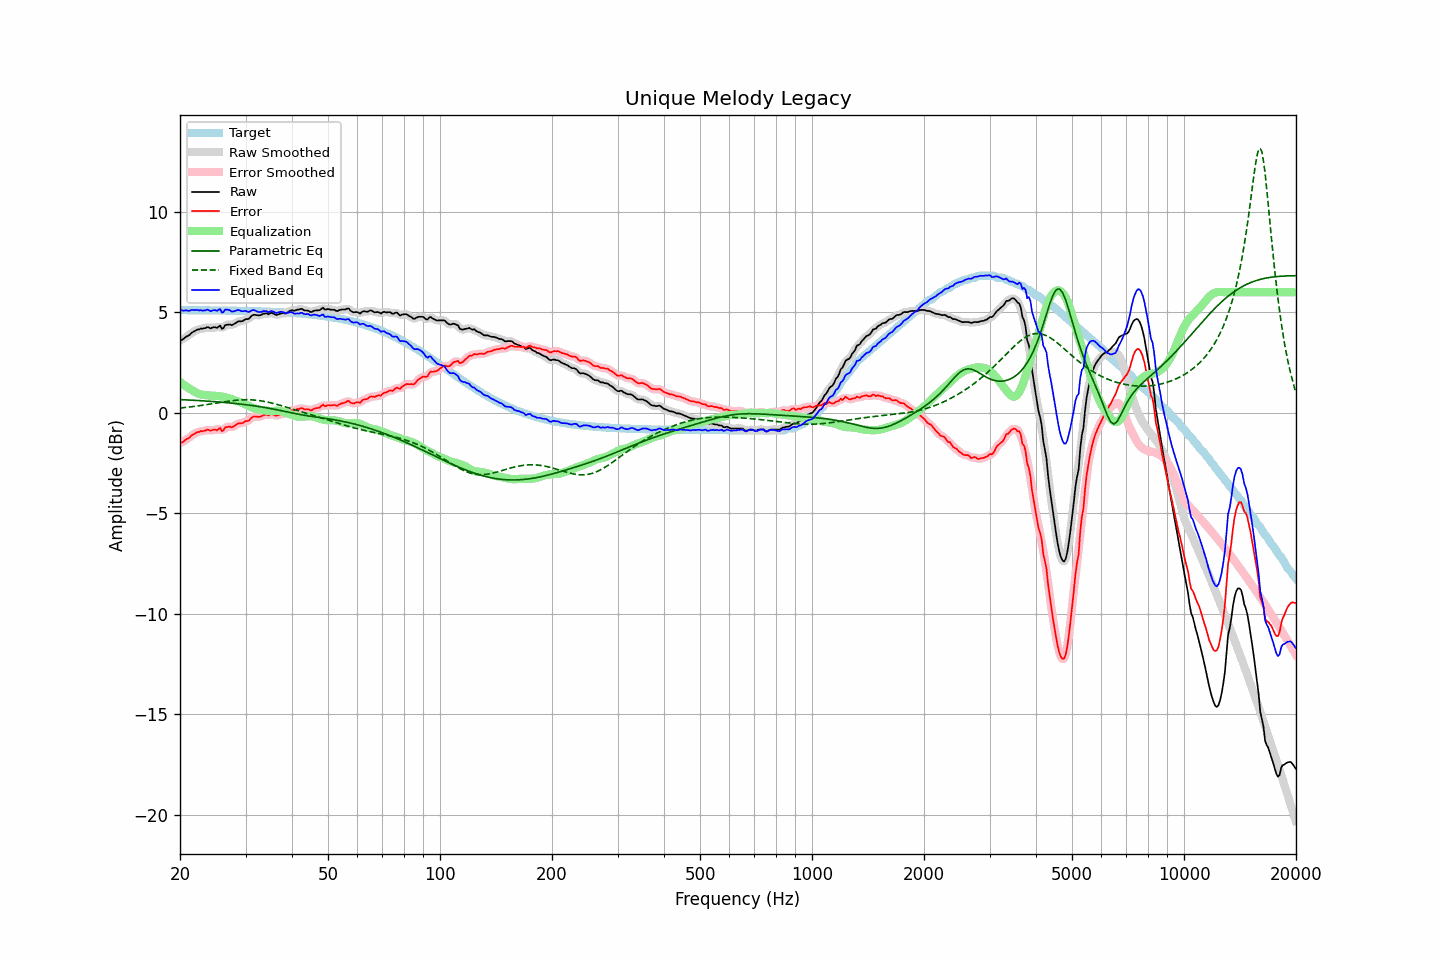 Unique Melody Legacy
Target
Raw Smoothed
Error Smoothed
Raw
Error
Equalization
Parametric Eq
Fixed Band Eq
Equalized
10
5
0
−5
−10
−15
−20
Amplitude (dBr)
20
50
100
200
500
1000
2000
5000
10000
20000
Frequency (Hz)